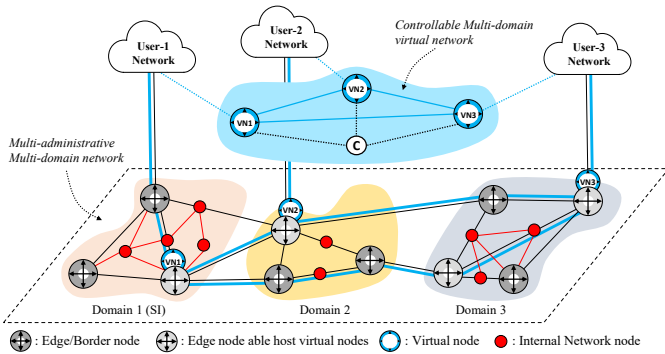 User-1
Network
User-2
Network
User-3
Network
Controllable Multi-domain
virtual network
VN1
VN2
VN3
C
Multi-administrative
Multi-domain network
VN1
VN2
VN3
Domain 1 (SI)
Domain 2
Domain 3
: Edge/Border node
: Edge node able host virtual nodes
: Virtual node
: Internal Network node